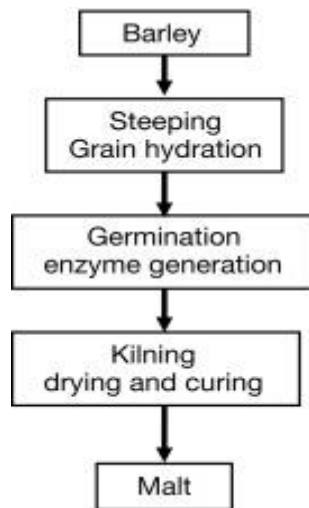 Barley
Steeping
Grain hydration
Germination
enzyme generation
Kilning
drying and curing
Malt